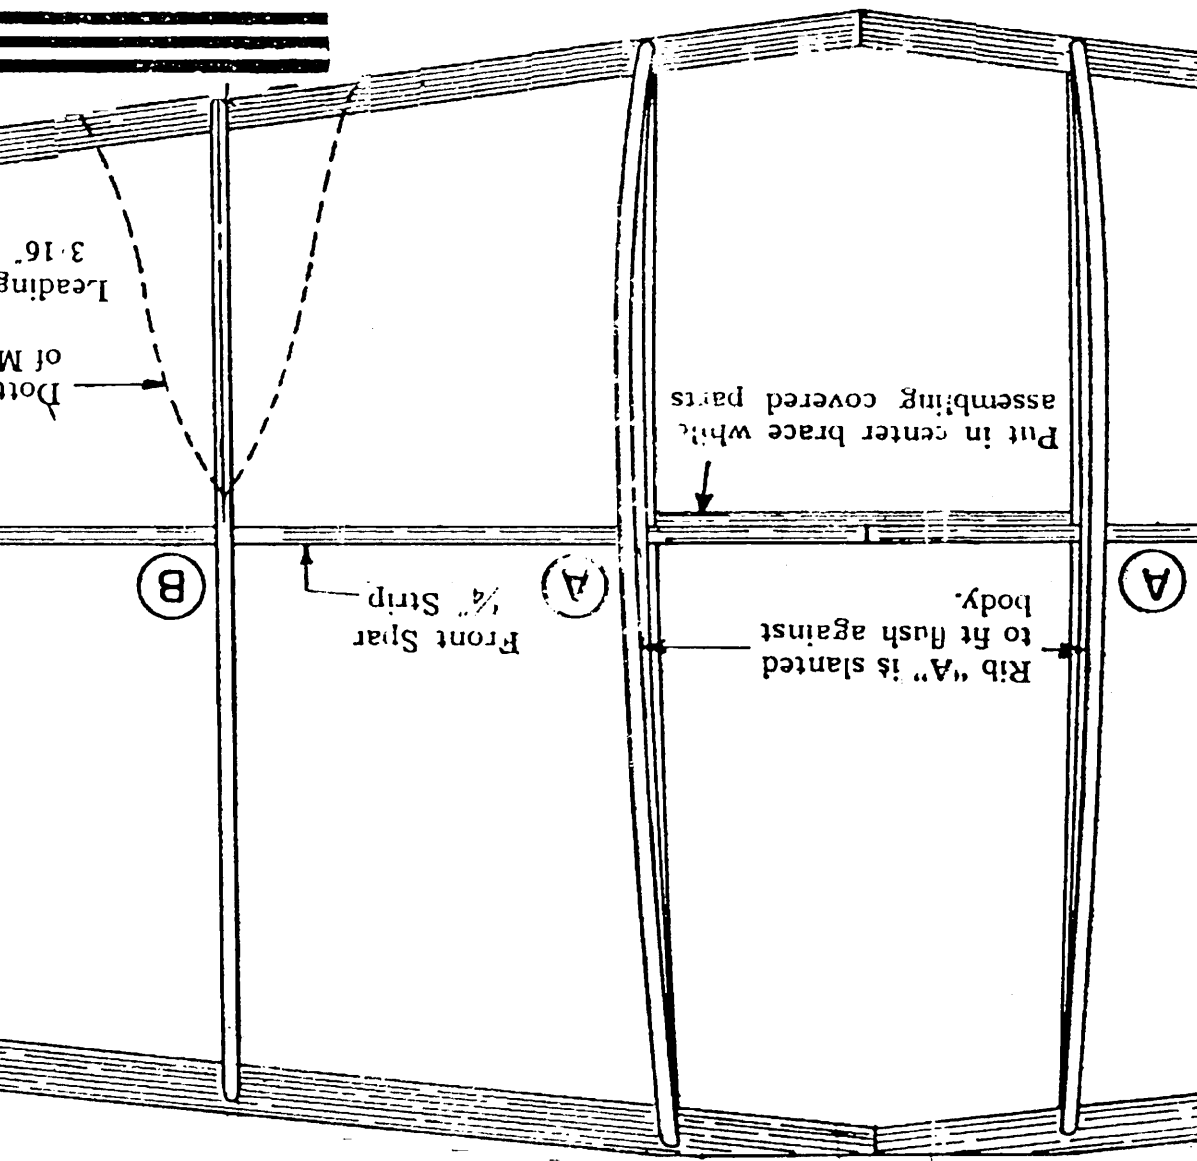 Rib "A" is slanted
to fit flush against
body.
Front Spar
¼" Strip
A
A
B
Put in center brace while
assembling covered parts
Dott
of M
Leading
3-16"